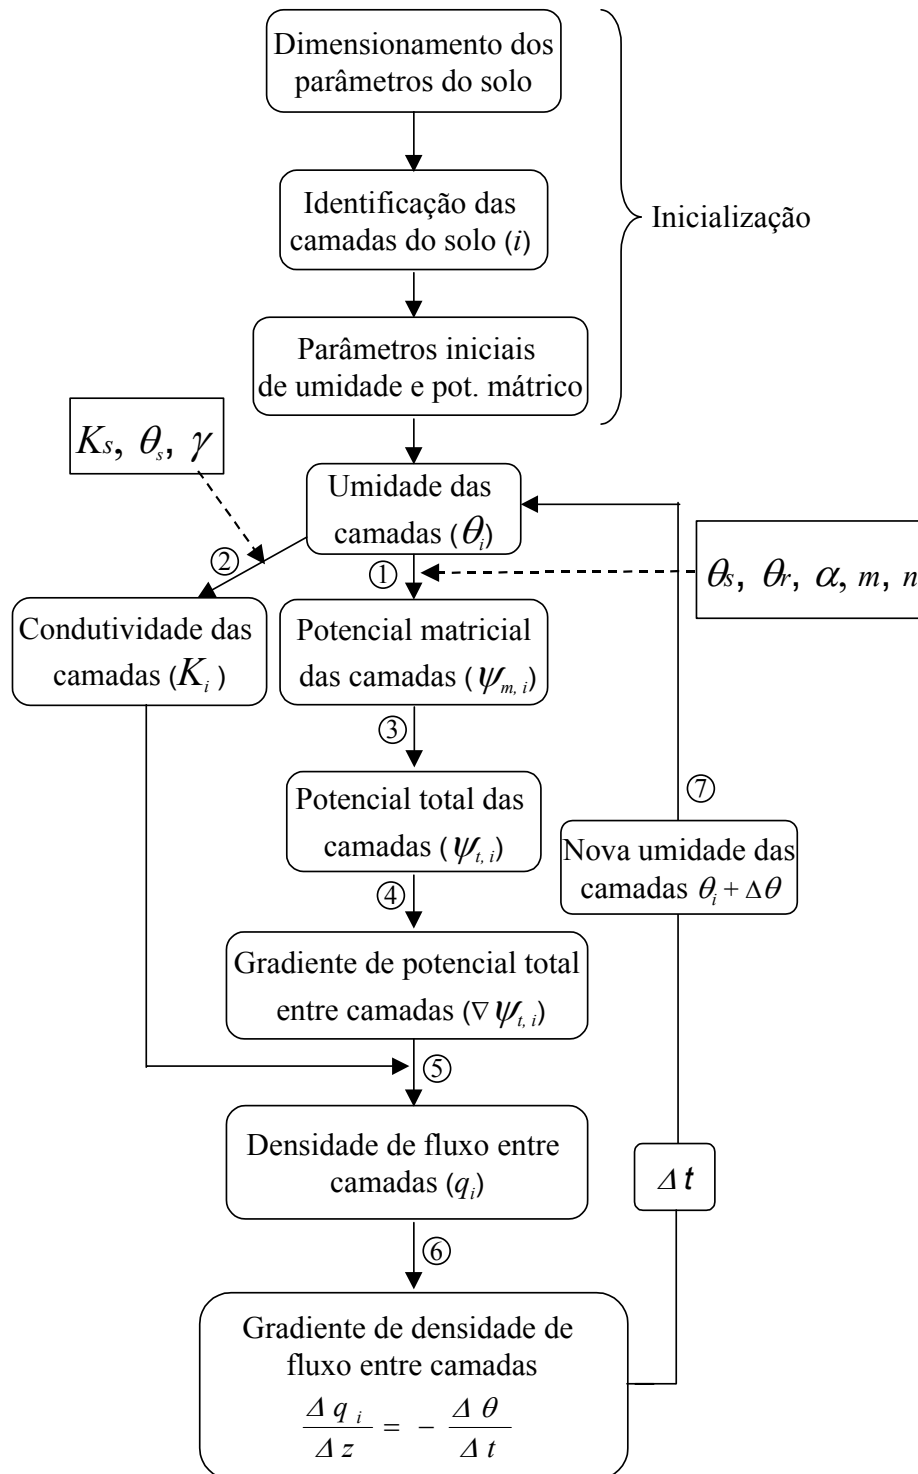 Dimensionamento dos
parâmetros do solo
Identificação das
camadas do solo (i)
Inicialização
Parâmetros iniciais
de umidade e pot. mátrico
Ks, θs, γ
Umidade das
camadas (θi)
②
①
θs, θr, α, m, n
Condutividade das
camadas (Ki)
Potencial matricial
das camadas (ψm, i)
③
Potencial total das
camadas (ψt, i)
⑦
Nova umidade das
camadas θi + Δθ
④
Gradiente de potencial total
entre camadas (∇ψt, i)
⑤
Densidade de fluxo entre
camadas (qi)
Δt
⑥
Gradiente de densidade de
fluxo entre camadas
Δqi/Δz = − Δθ/Δt